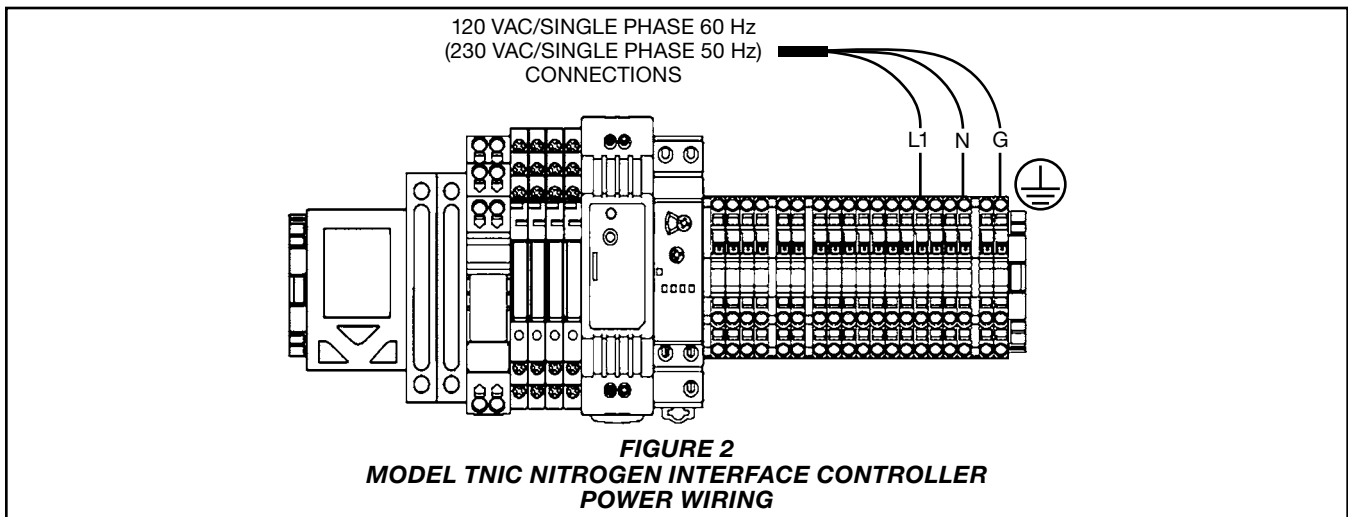 120 VAC/SINGLE PHASE 60 Hz
(230 VAC/SINGLE PHASE 50 Hz)
CONNECTIONS
L1 N G
FIGURE 2
MODEL TNIC NITROGEN INTERFACE CONTROLLER
POWER WIRING